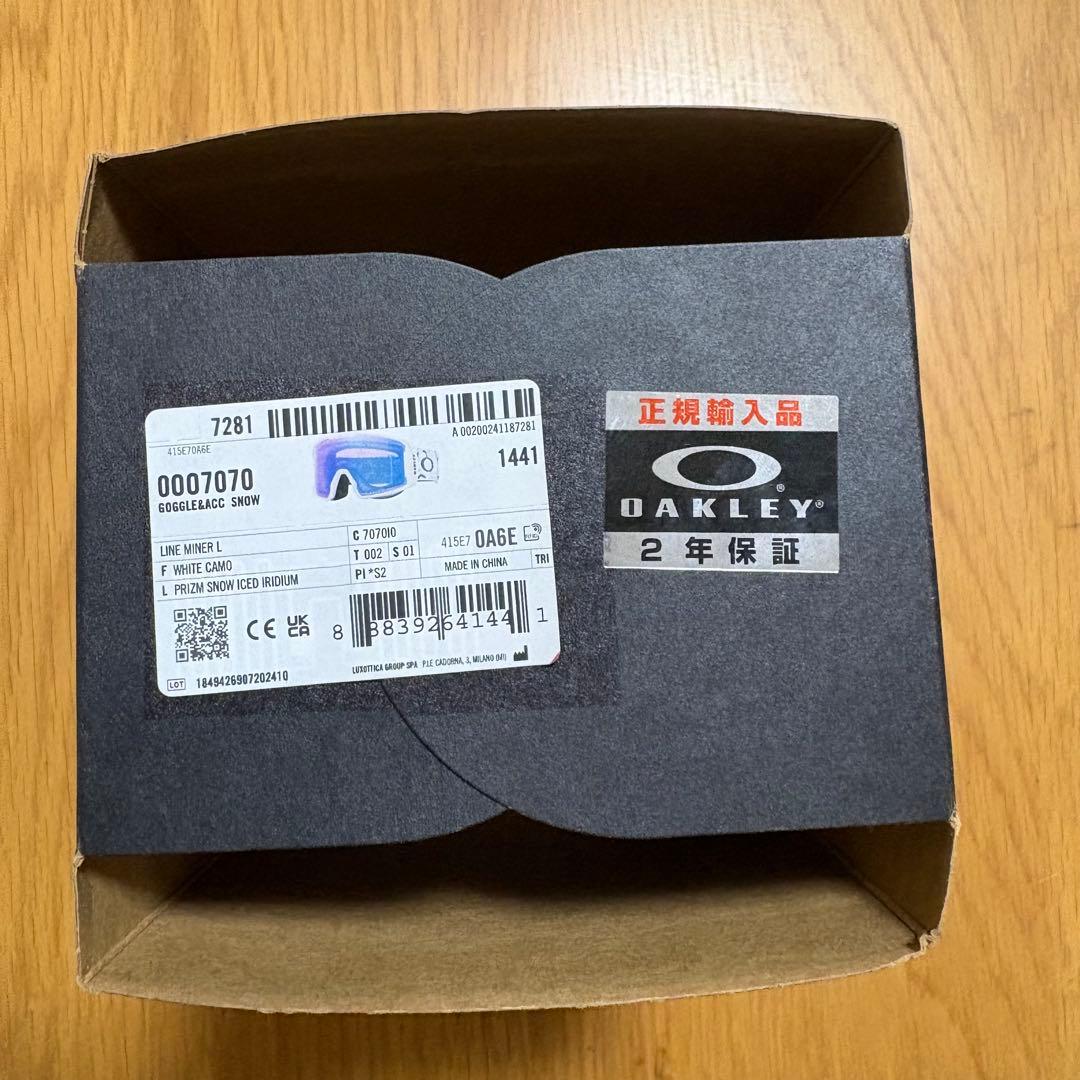 7281
A 00200241187281
415E70A6E
0007070
1441
GOGGLE&ACC SNOW
LINE MINER L
C 7070I0
F WHITE CAMO
T 002 S 01
415E7 0A6E
L PRIZM SNOW ICED IRIDIUM
PI *S2
MADE IN CHINA
TRI
CE UK CA
8 88392641441 1
LUXOTTICA GROUP SPA P.LE CADORNA, 3, MILANO (MI)
LOT 1849426907202410
正規輸入品
OAKLEY®
2年保証